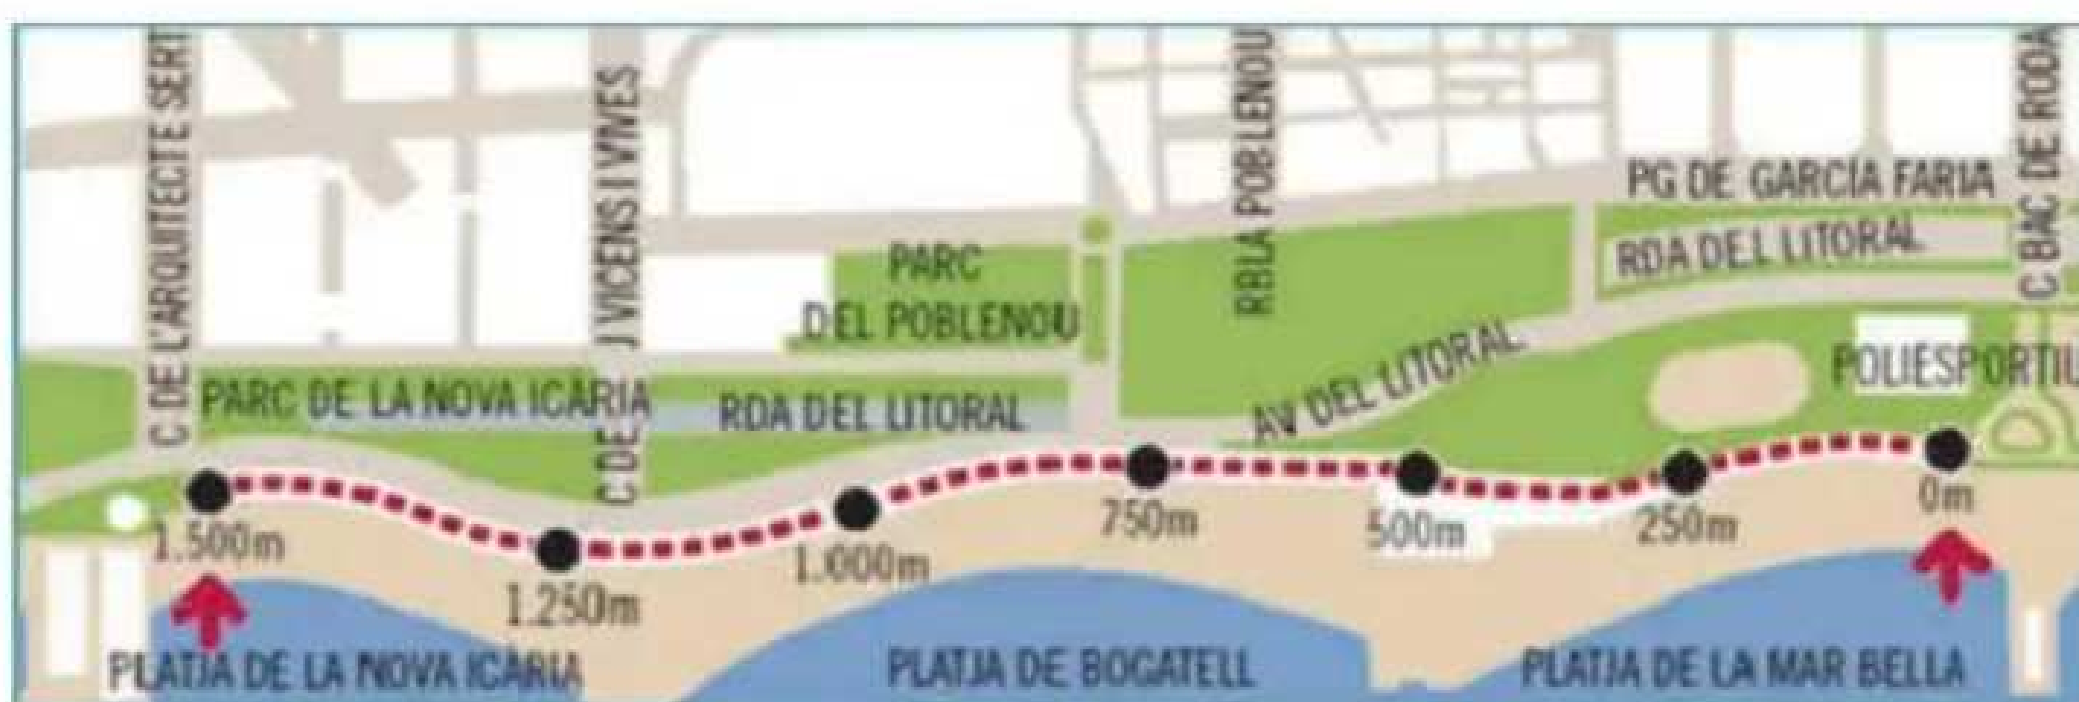 C DE L'ARQUITECTE SERT
C DE J VICENS I VIVES
RBLA POBLENOU
C BAC DE RODA
PG DE GARCÍA FARIA
RDA DEL LITORAL
PARC
DEL POBLENOU
POLIESPORTIU
AV DEL LITORAL
PARC DE LA NOVA ICÀRIA
RDA DEL LITORAL
1.500m
1.250m
1.000m
750m
500m
250m
0m
PLATJA DE LA NOVA ICÀRIA
PLATJA DE BOGATELL
PLATJA DE LA MAR BELLA